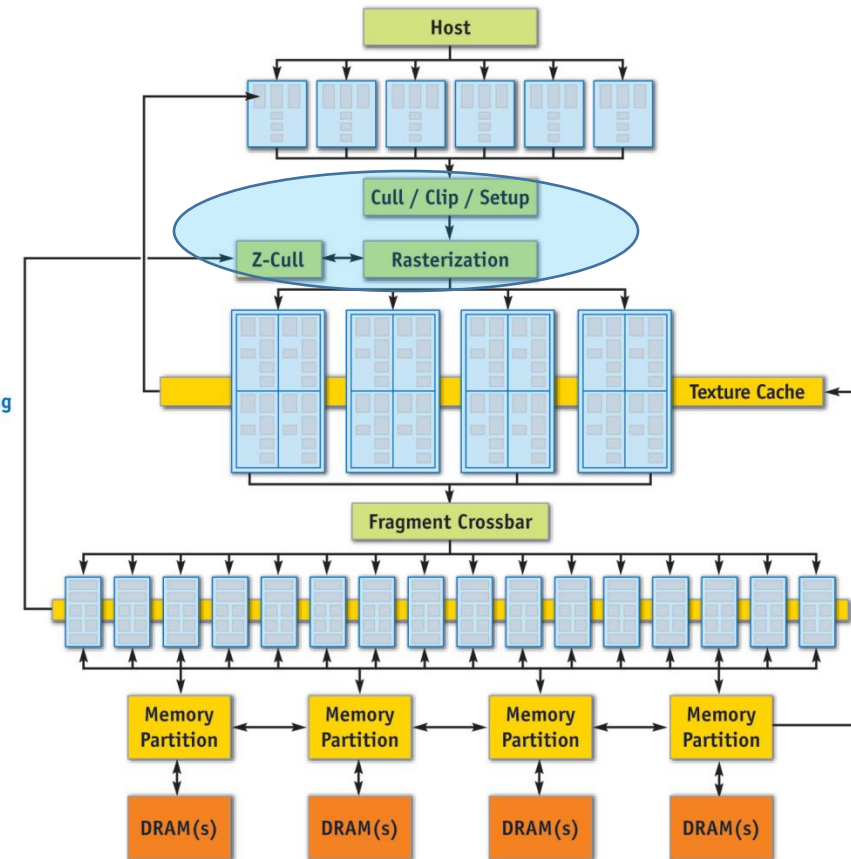 Host
Cull / Clip / Setup
Z-Cull
Rasterization
g
Texture Cache
Fragment Crossbar
Memory
Partition
Memory
Partition
Memory
Partition
Memory
Partition
DRAM(s)
DRAM(s)
DRAM(s)
DRAM(s)